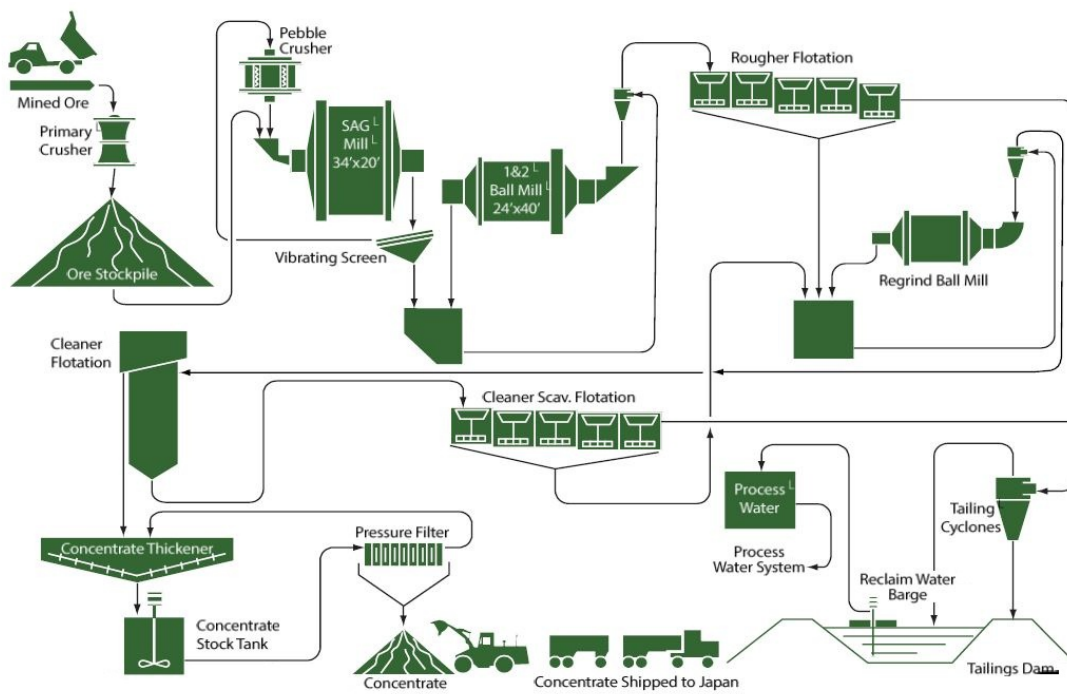 Mined Ore
Primary
Crusher
Ore Stockpile
Pebble
Crusher
SAG
Mill
34'x20'
Vibrating Screen
1&2
Ball Mill
24'x40'
Rougher Flotation
Regrind Ball Mill
Cleaner
Flotation
Cleaner Scav. Flotation
Concentrate Thickener
Concentrate
Stock Tank
Pressure Filter
Concentrate
Concentrate Shipped to Japan
Process
Water
Process
Water System
Reclaim Water
Barge
Tailing
Cyclones
Tailings Dam